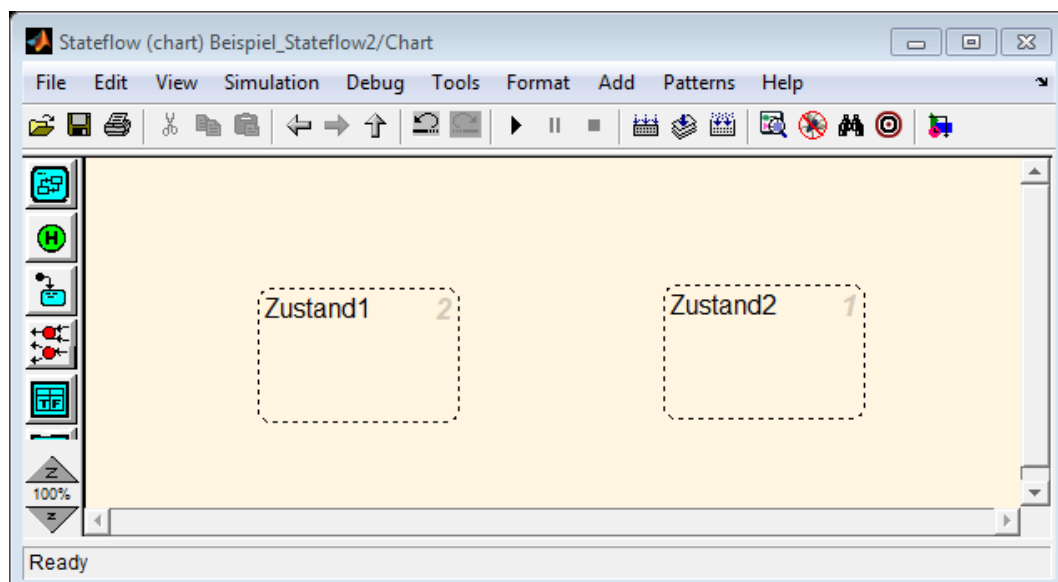 Stateflow (chart) Beispiel_Stateflow2/Chart
File Edit View Simulation Debug Tools Format Add Patterns Help
H
Zustand1 2
Zustand2 1
TF
Z
100%
Z
Ready